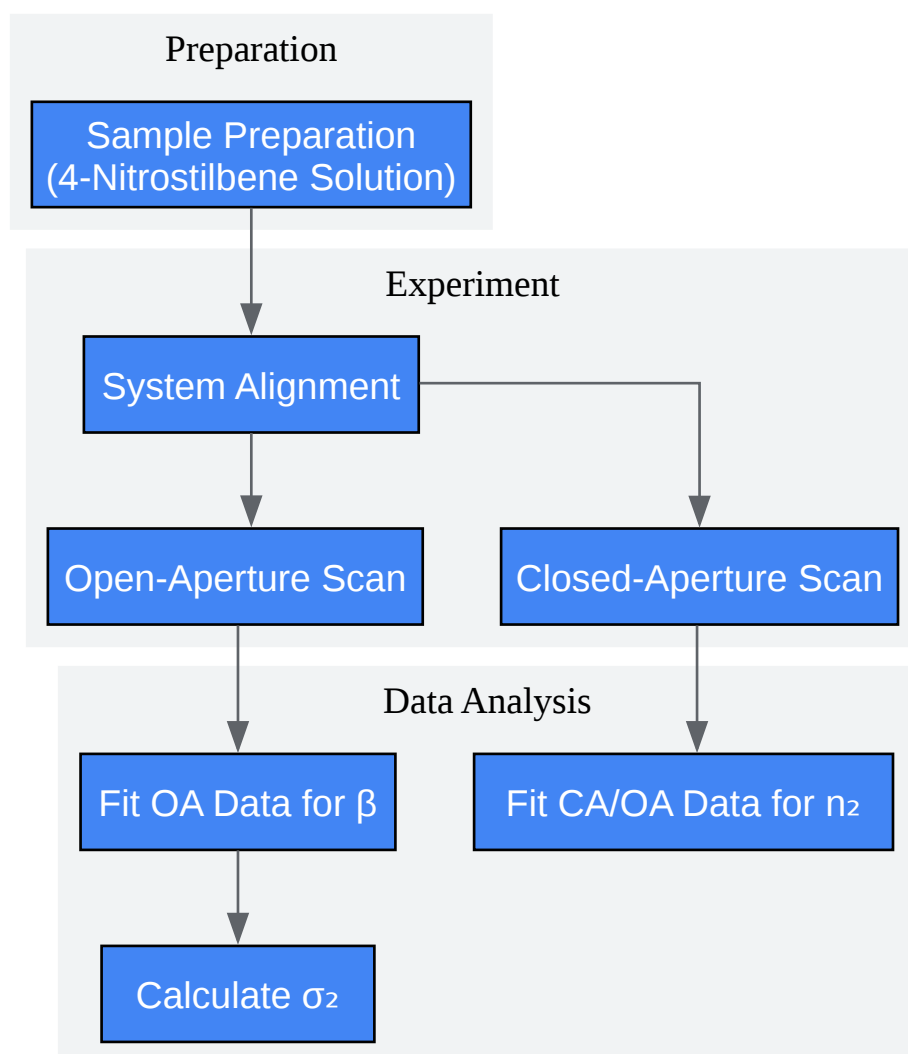 Preparation
Sample Preparation
(4-Nitrostilbene Solution)
Experiment
System Alignment
Open-Aperture Scan
Closed-Aperture Scan
Data Analysis
Fit OA Data for β
Fit CA/OA Data for n₂
Calculate σ₂